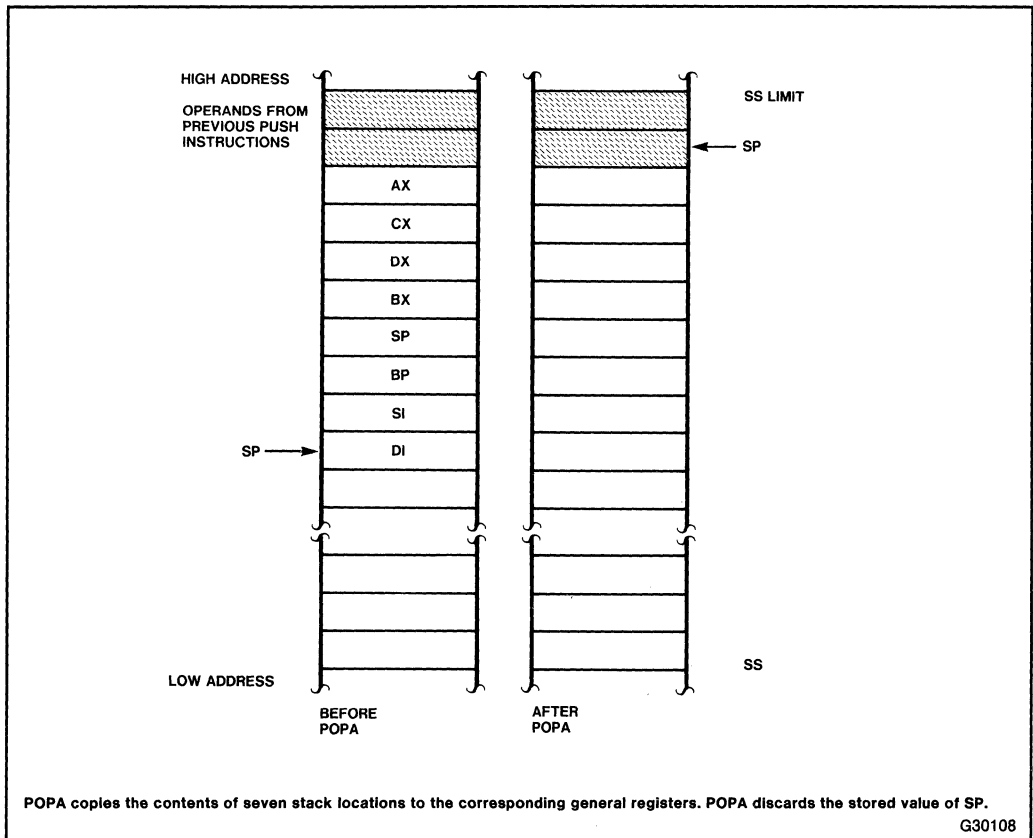 HIGH ADDRESS
SS LIMIT
OPERANDS FROM
PREVIOUS PUSH
INSTRUCTIONS
SP
AX
CX
DX
BX
SP
BP
SI
SP
DI
SS
LOW ADDRESS
BEFORE
POPA
AFTER
POPA
POPA copies the contents of seven stack locations to the corresponding general registers. POPA discards the stored value of SP.
G30108